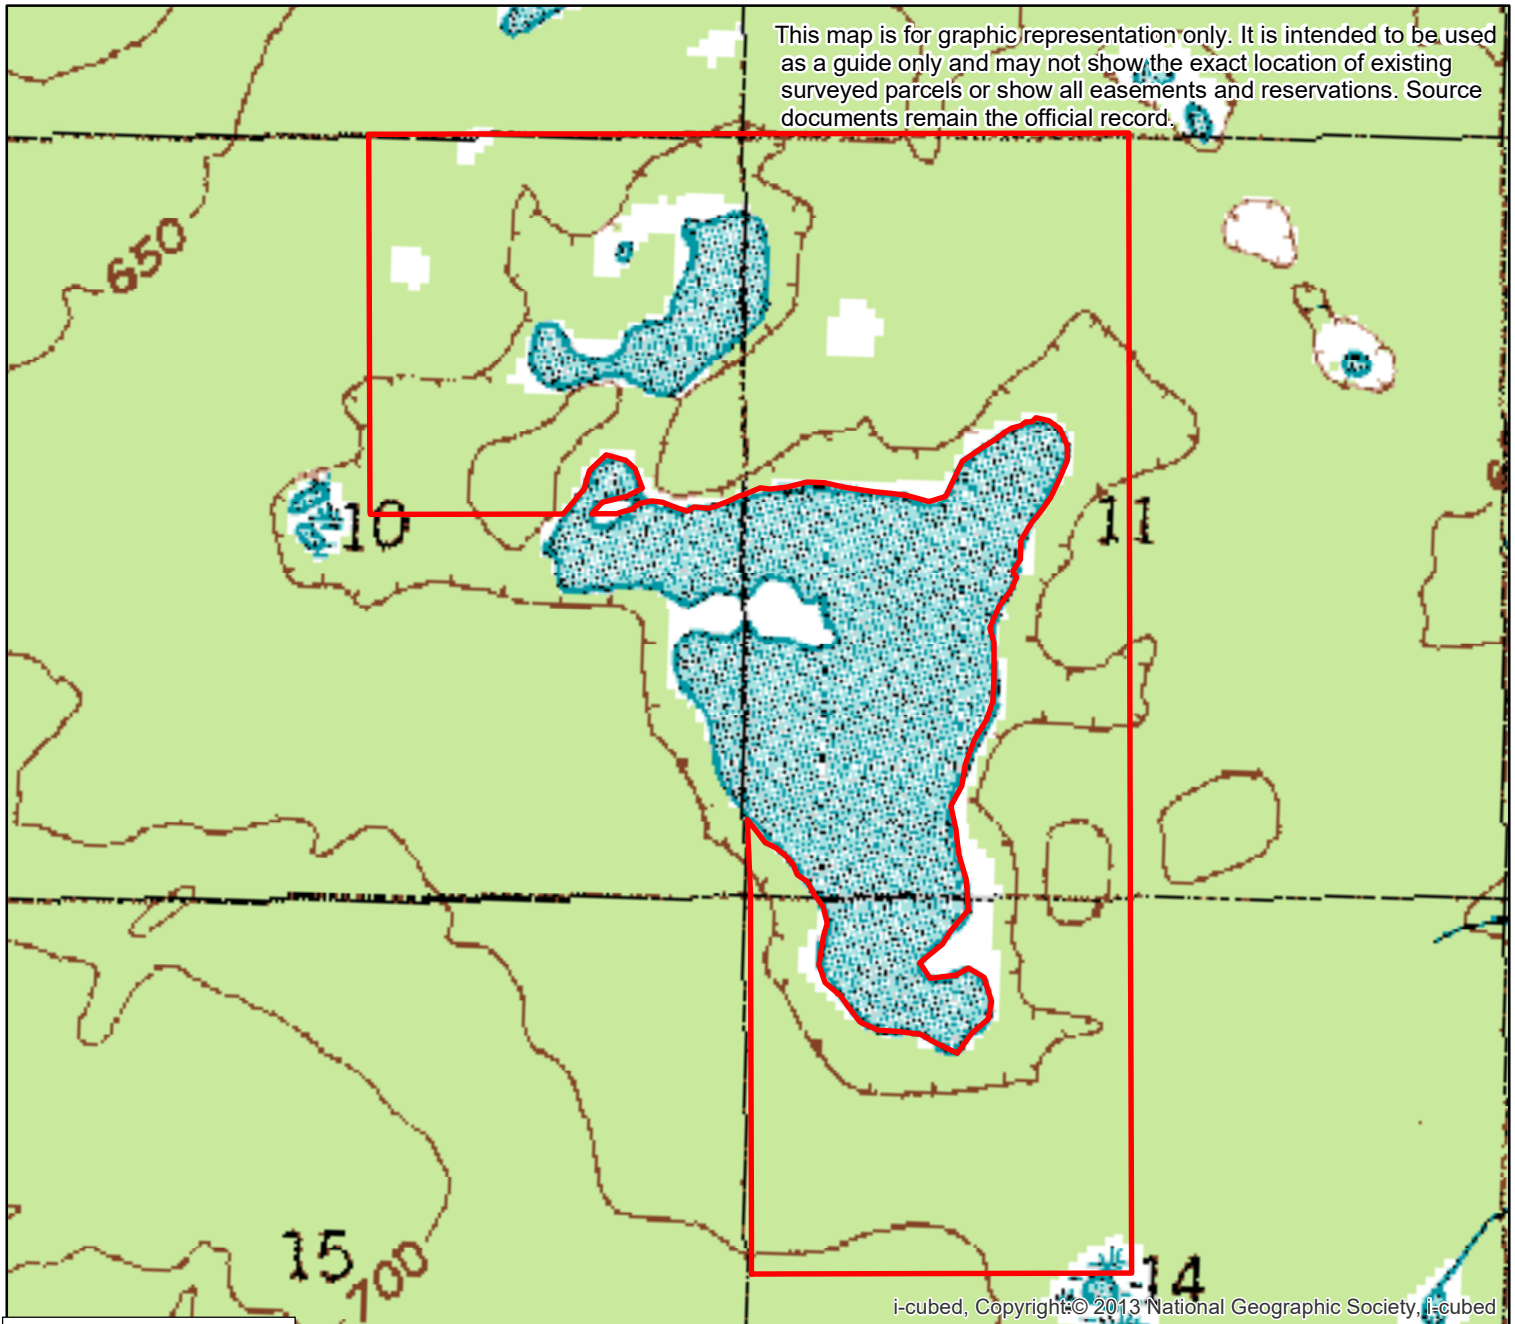 This map is for graphic representation only. It is intended to be used
as a guide only and may not show the exact location of existing
surveyed parcels or show all easements and reservations. Source
documents remain the official record.
650
10
11
15
700
14
i-cubed, Copyright:© 2013 National Geographic Society, i-cubed